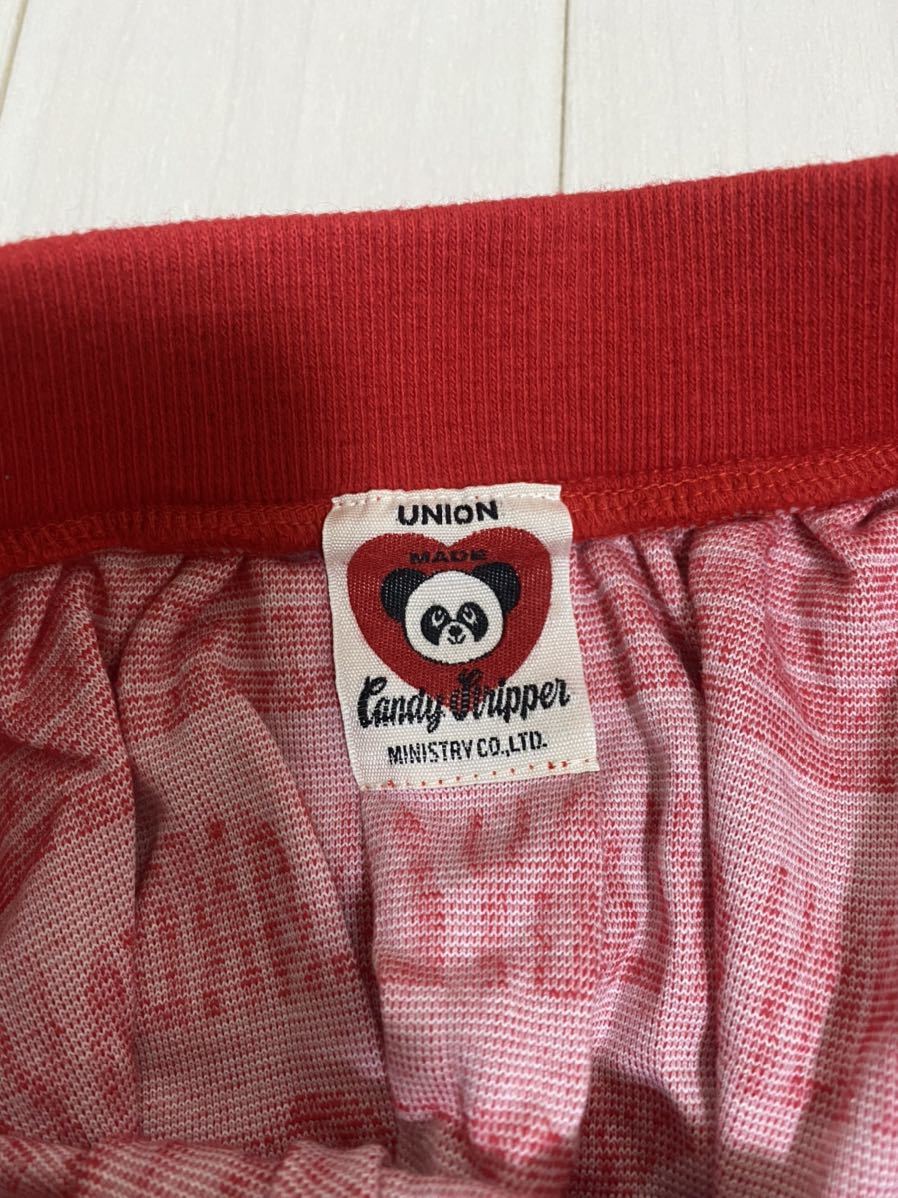 UNION
MADE
Candy Stripper
MINISTRY CO.,LTD.